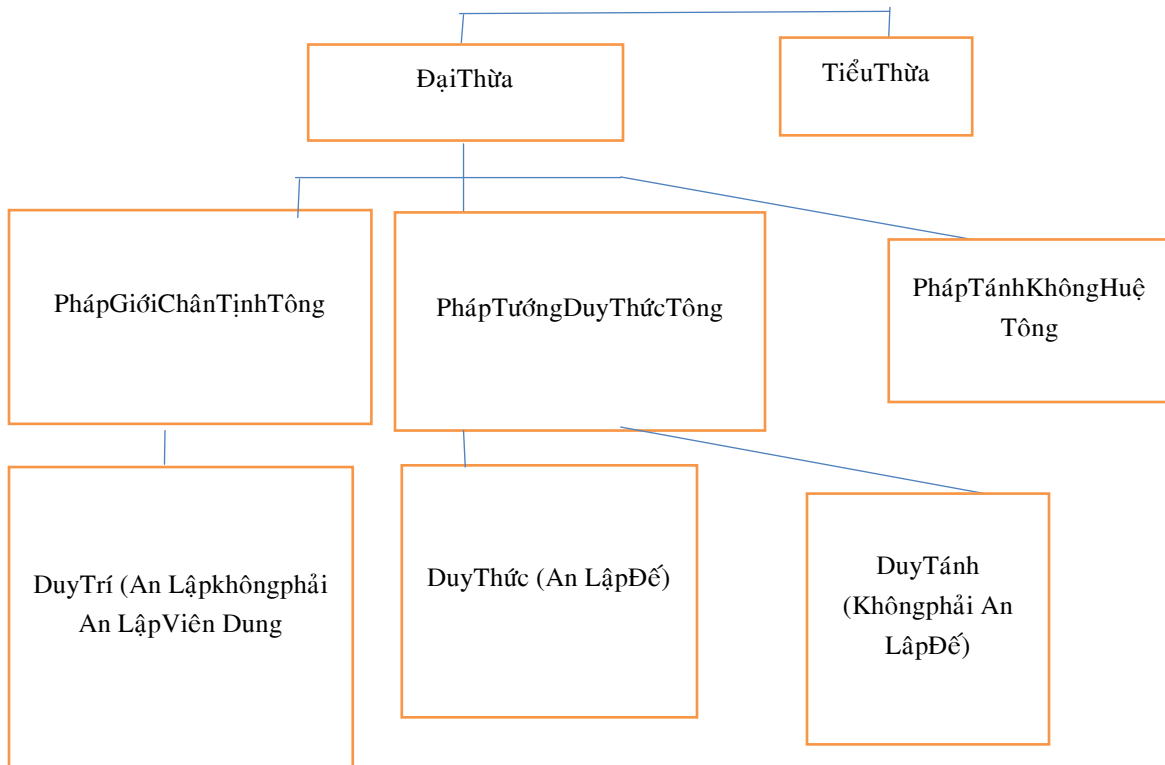 ĐạiThừa
TiểuThừa
PhápGiớiChânTịnhTông
PhápTướngDuyThứcTông
PhápTánhKhôngHuệ
Tông
DuyTrí (An Lậpkhôngphải
An LậpViên Dung
DuyThức (An LậpĐế)
DuyTánh
(Khôngphải An
LâpĐế)